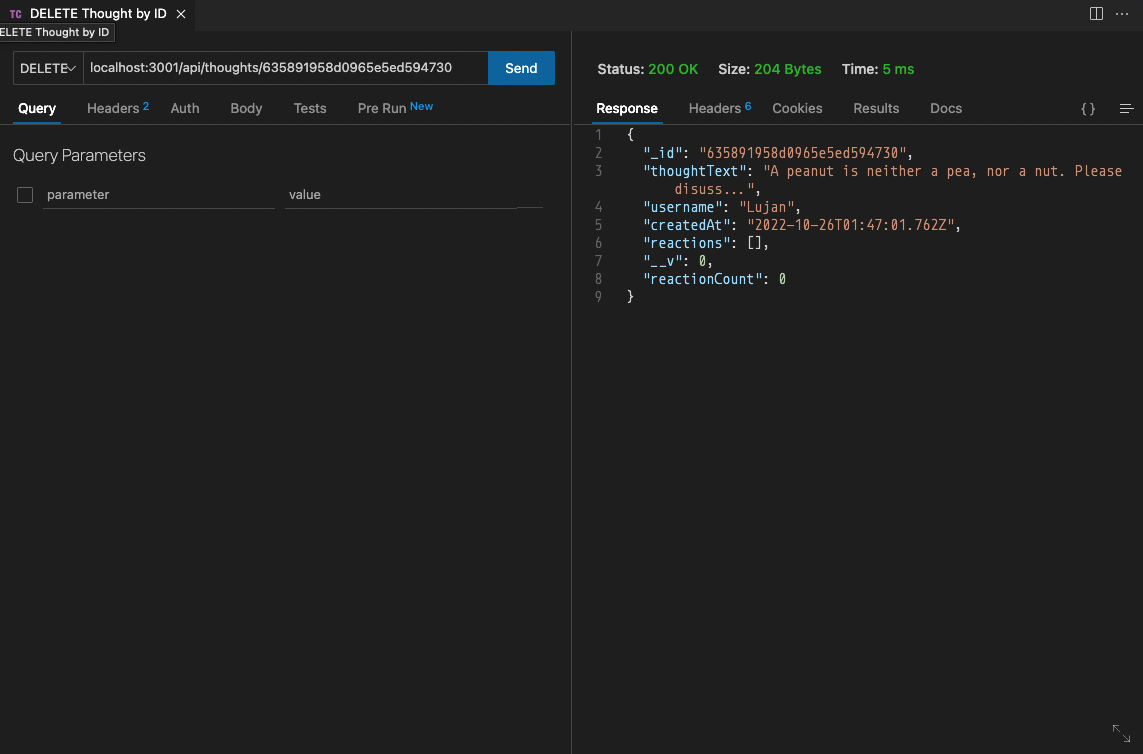 TC DELETE Thought by ID
ELETE Thought by ID
DELETE localhost:3001/api/thoughts/635891958d0965e5ed594730 Send
Query Headers 2 Auth Body Tests Pre Run New
Query Parameters
parameter value
Status: 200 OK Size: 204 Bytes Time: 5 ms
Response Headers 6 Cookies Results Docs { }
1 {
2 "_id": "635891958d0965e5ed594730",
3 "thoughtText": "A peanut is neither a pea, nor a nut. Please
disuss...",
4 "username": "Lujan",
5 "createdAt": "2022-10-26T01:47:01.762Z",
6 "reactions": [],
7 "__v": 0,
8 "reactionCount": 0
9 }